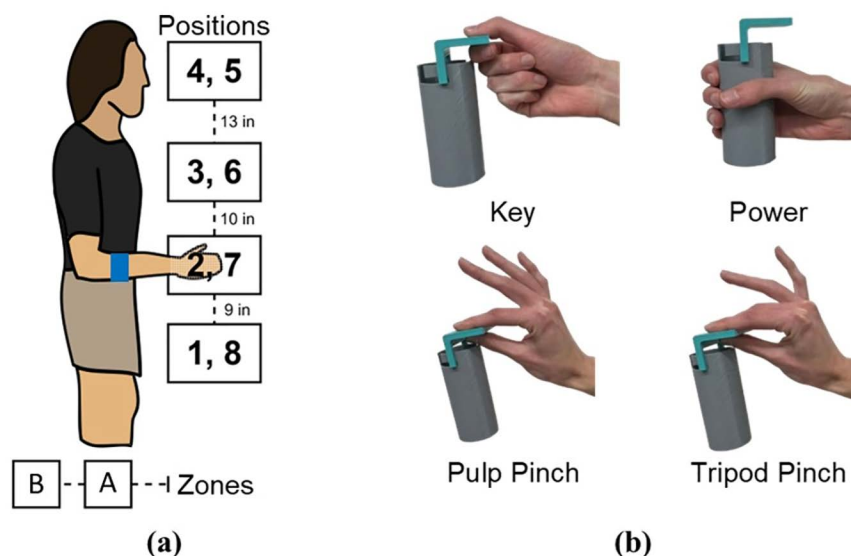 Positions
4, 5
13 in
3, 6
10 in
2, 7
9 in
1, 8
B
A
Zones
(a)
Key
Power
Pulp Pinch
Tripod Pinch
(b)